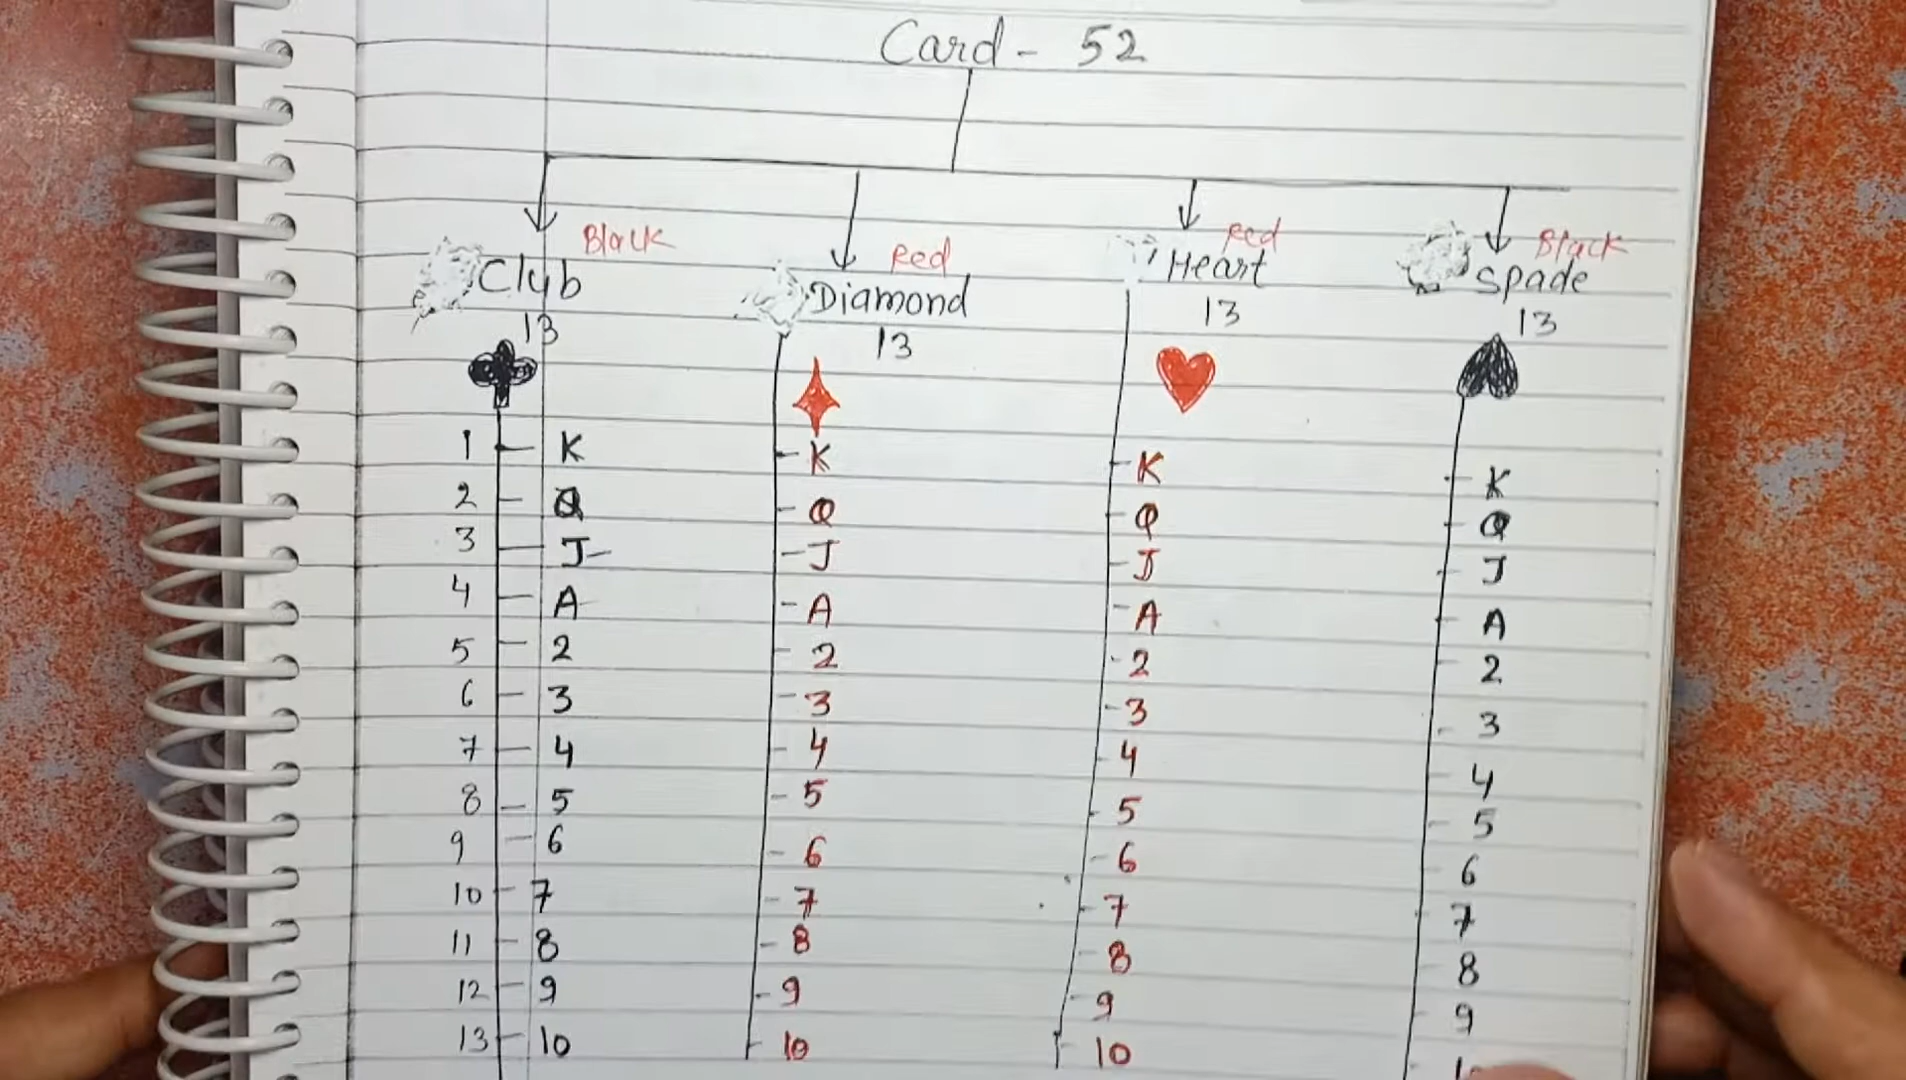 Card - 52
Black
Red
Red
Black
Club
Diamond
Heart
Spade
13
13
13
13
1 K K K K
2 Q Q Q Q
3 J J J J
4 A A A A
5 2 2 2 2
6 3 3 3 3
7 4 4 4 4
8 5 5 5 5
9 6 6 6 6
10 7 7 7 7
11 8 8 8 8
12 9 9 9 9
13 10 10 10